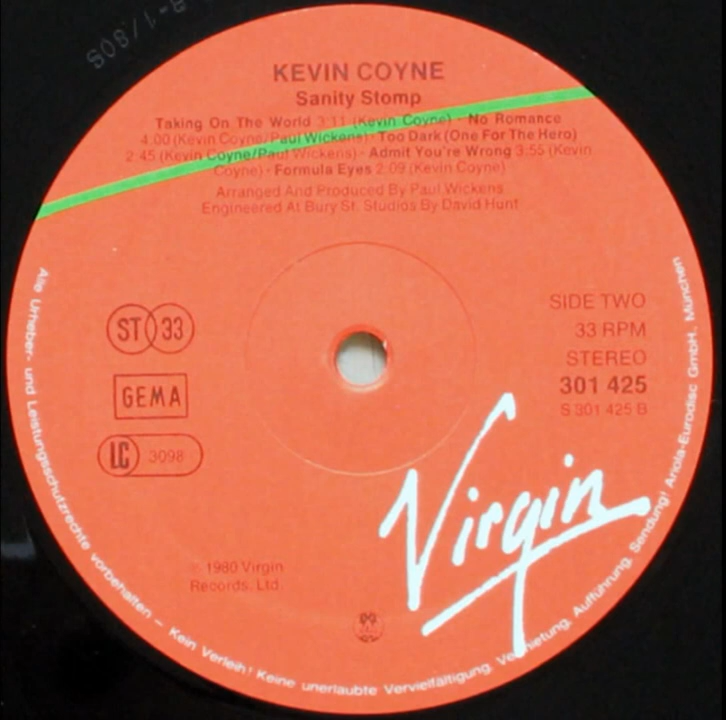 KEVIN COYNE
Sanity Stomp
Taking On The World 3:11 (Kevin Coyne) · No Romance
4:00 (Kevin Coyne/Paul Wickens) · Too Dark (One For The Hero)
2:45 (Kevin Coyne/Paul Wickens) · Admit You're Wrong 3:55 (Kevin
Coyne) · Formula Eyes 2:09 (Kevin Coyne)
Arranged And Produced By Paul Wickens
Engineered At Bury St. Studios By David Hunt
ST 33
GEMA
LC 3098
SIDE TWO
33 RPM
STEREO
301 425
S 301 425 B
Virgin
℗ 1980 Virgin
Records, Ltd.
Alle Urheber- und Leistungsschutzrechte vorbehalten – Kein Verleih! Keine unerlaubte Vervielfältigung, Vermietung, Aufführung, Sendung! Ariola-Eurodisc GmbH., München